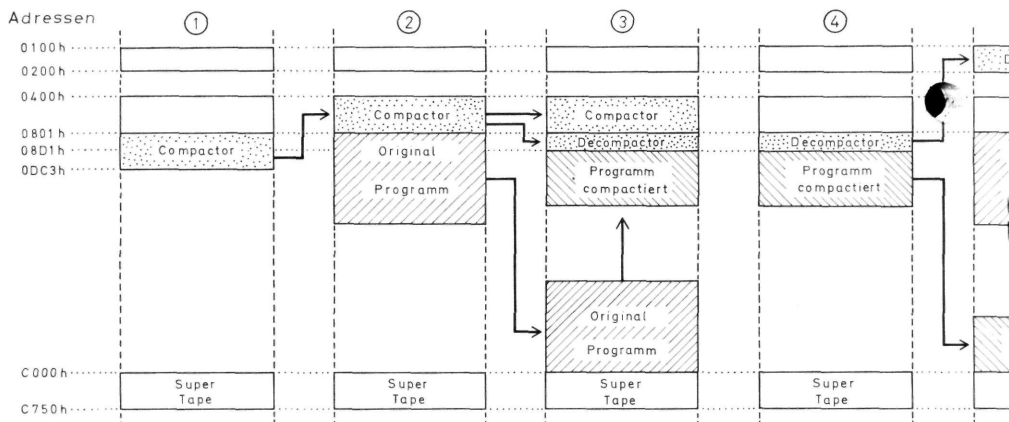 Adressen
1
2
3
4
0100h
0200h
0400h
0801h
08D1h
0DC3h
C000h
C750h
Compactor
Super
Tape
Compactor
Original
Programm
Super
Tape
Compactor
Decompactor
Programm
compactiert
Original
Programm
Super
Tape
Decompactor
Programm
compactiert
Super
Tape
D